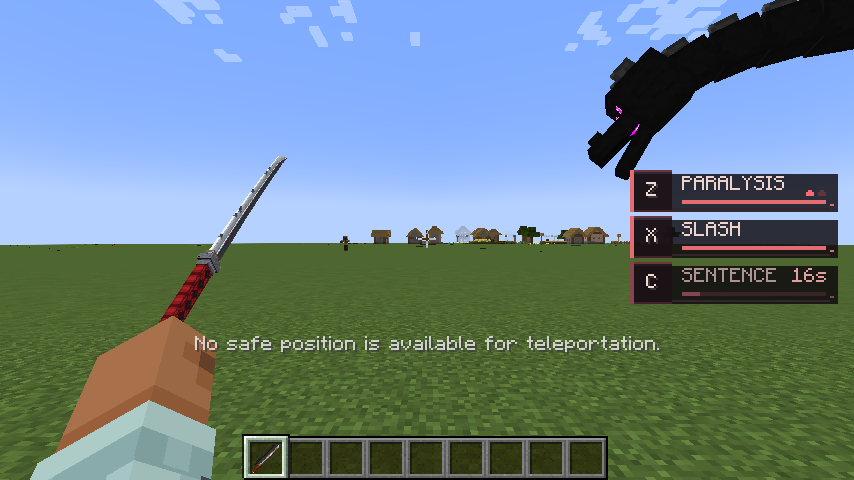 Z PARALYSIS
X SLASH
C SENTENCE 16s
No safe position is available for teleportation.